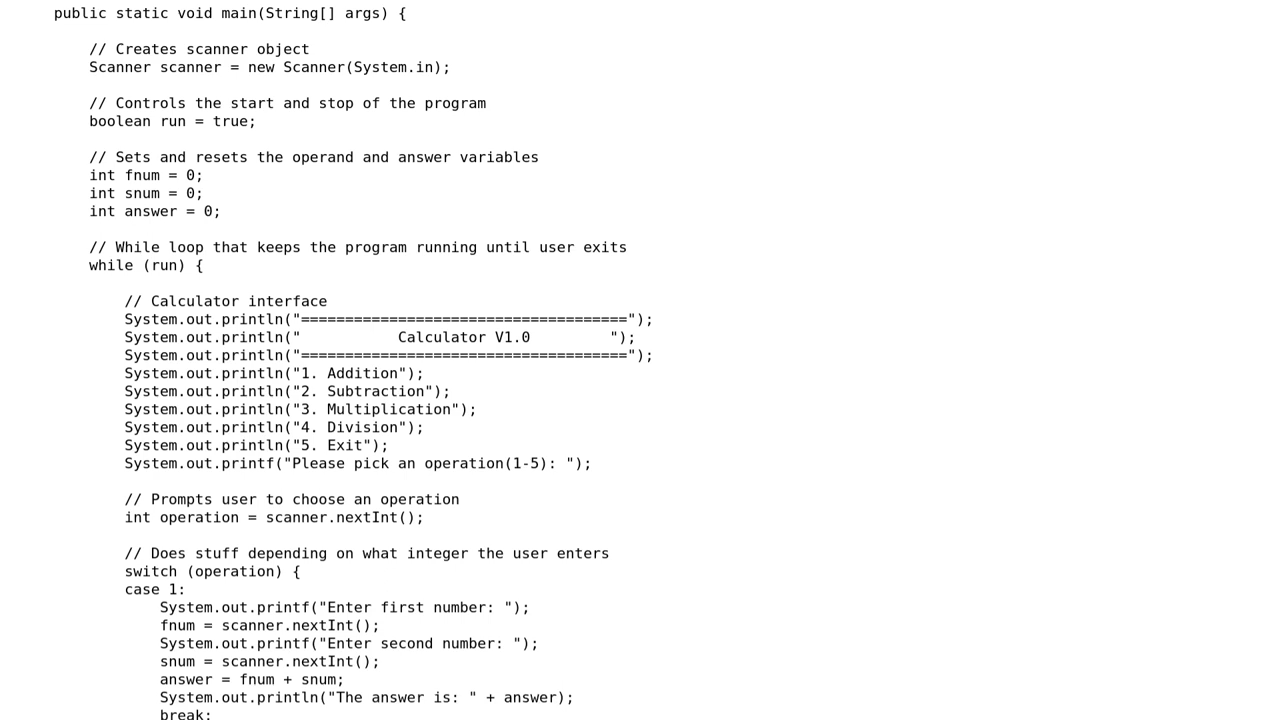 public static void main(String[] args) {
// Creates scanner object
Scanner scanner = new Scanner(System.in);
// Controls the start and stop of the program
boolean run = true;
// Sets and resets the operand and answer variables
int fnum = 0;
int snum = 0;
int answer = 0;
// While loop that keeps the program running until user exits
while (run) {
// Calculator interface
System.out.println("=====================================");
System.out.println("           Calculator V1.0         ");
System.out.println("=====================================");
System.out.println("1. Addition");
System.out.println("2. Subtraction");
System.out.println("3. Multiplication");
System.out.println("4. Division");
System.out.println("5. Exit");
System.out.printf("Please pick an operation(1-5): ");
// Prompts user to choose an operation
int operation = scanner.nextInt();
// Does stuff depending on what integer the user enters
switch (operation) {
case 1:
System.out.printf("Enter first number: ");
fnum = scanner.nextInt();
System.out.printf("Enter second number: ");
snum = scanner.nextInt();
answer = fnum + snum;
System.out.println("The answer is: " + answer);
break;